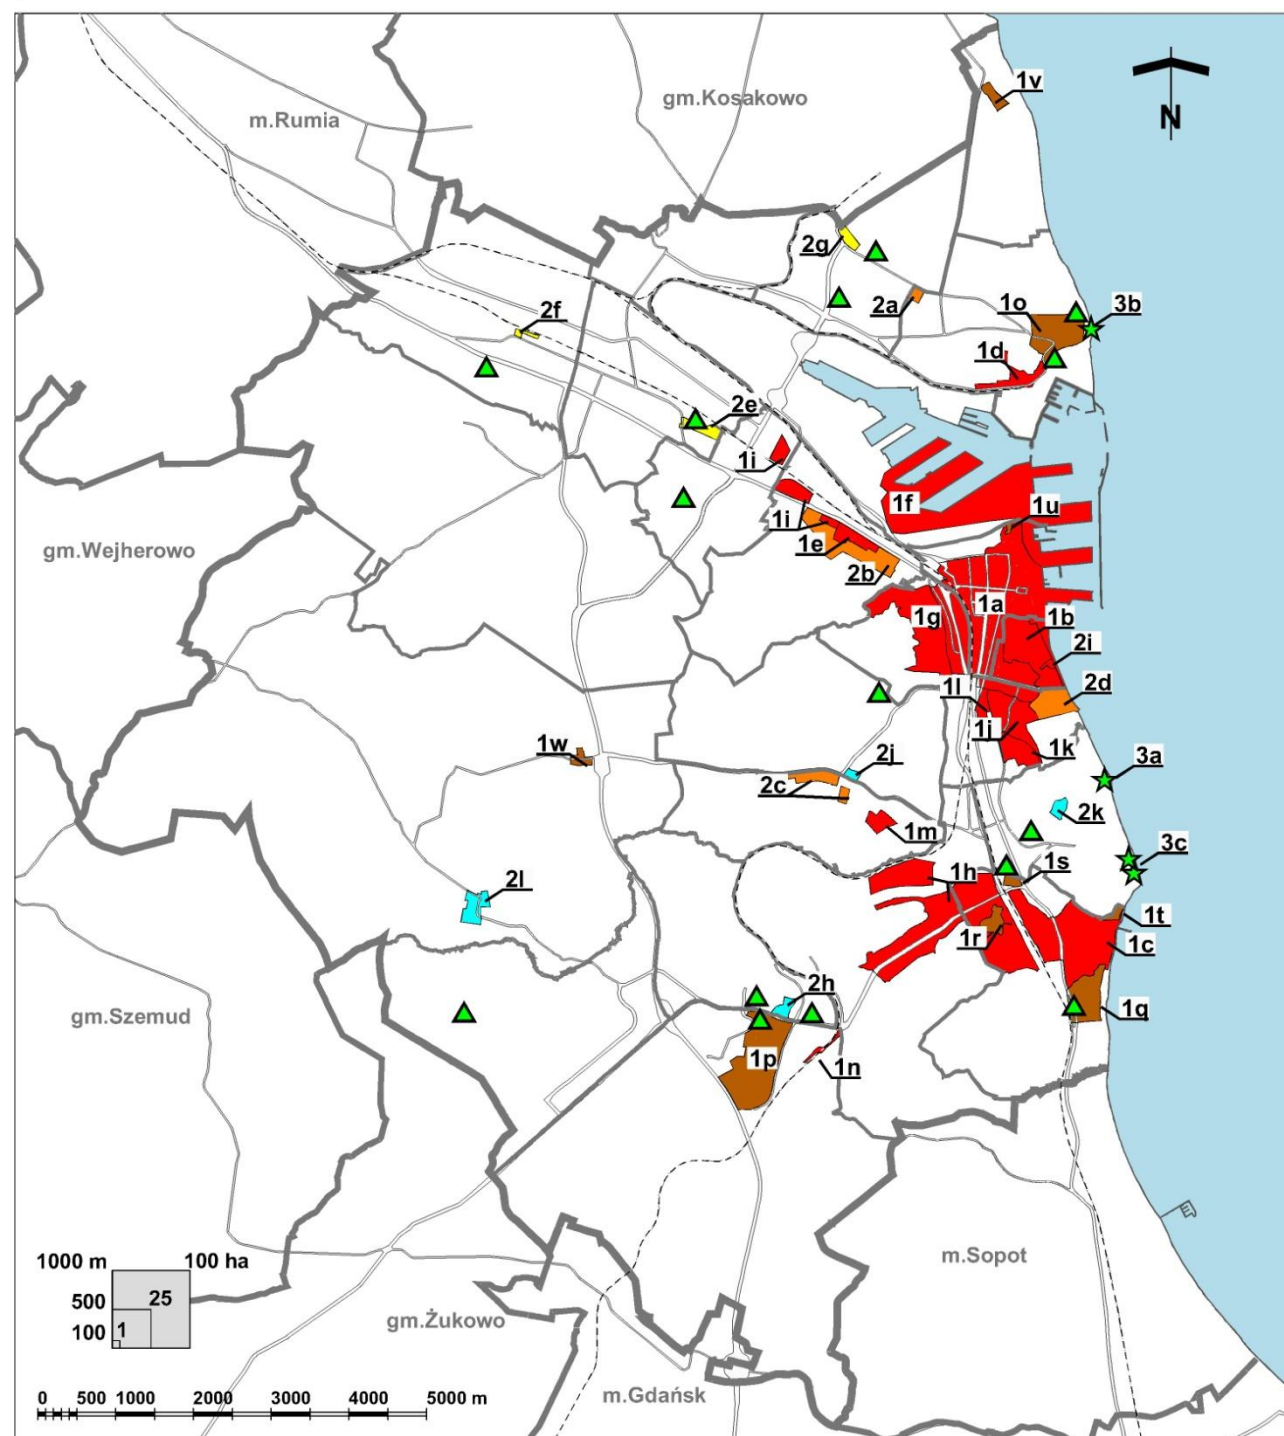 1v
gm.Kosakowo
m.Rumia
N
2g
2a
1o
3b
2f
1d
2e
1i
1f
1u
1i
gm.Wejherowo
1e
2b
1a
1g
1b
2i
1l
2d
1j
1w
2j
1k
3a
2c
2k
1m
3c
1h
1s
2l
1t
1r
1c
2h
gm.Szemud
1q
1p
1n
1000 m
100 ha
m.Sopot
500
25
gm.Żukowo
100
1
m.Gdańsk
0 500 1000 2000 3000 4000 5000 m